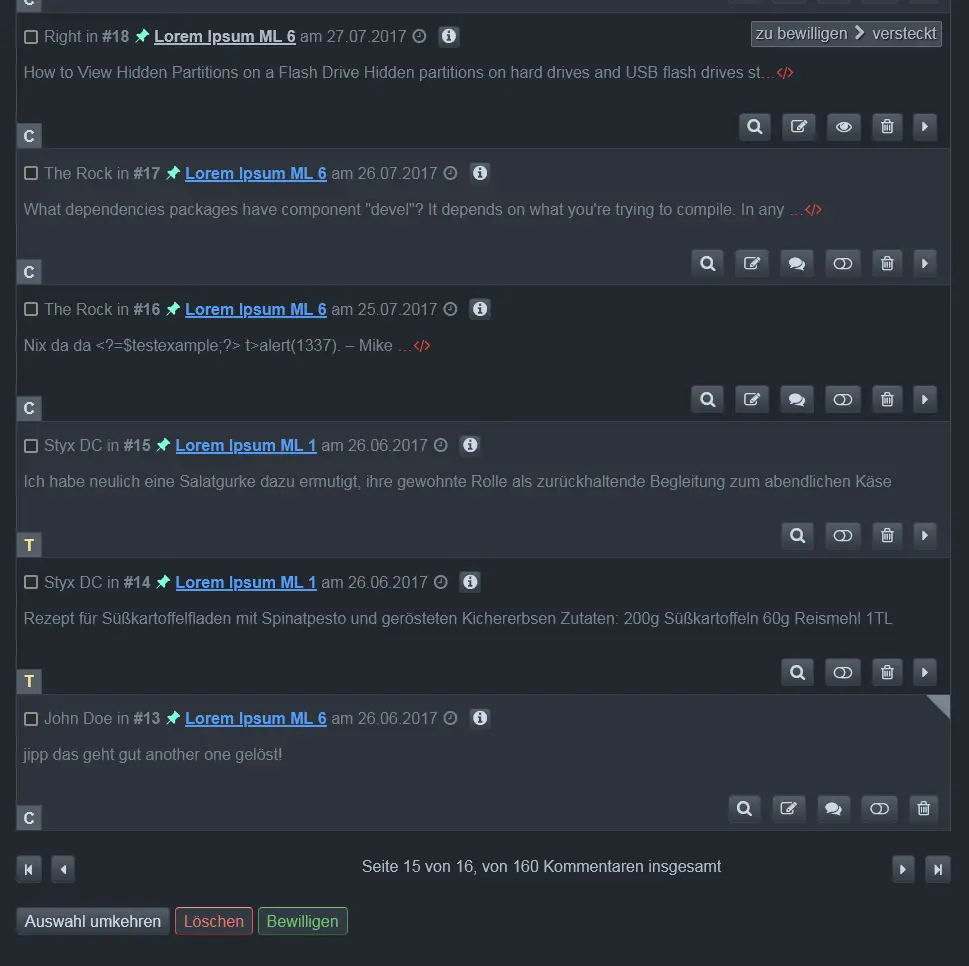 C
Right in #18 Lorem Ipsum ML 6 am 27.07.2017
zu bewilligen versteckt
How to View Hidden Partitions on a Flash Drive Hidden partitions on hard drives and USB flash drives st...</>
C
The Rock in #17 Lorem Ipsum ML 6 am 26.07.2017
What dependencies packages have component "devel"? It depends on what you're trying to compile. In any ...</>
C
The Rock in #16 Lorem Ipsum ML 6 am 25.07.2017
Nix da da <?=$testexample;?> t>alert(1337). – Mike ...</>
C
Styx DC in #15 Lorem Ipsum ML 1 am 26.06.2017
Ich habe neulich eine Salatgurke dazu ermutigt, ihre gewohnte Rolle als zurückhaltende Begleitung zum abendlichen Käse
T
Styx DC in #14 Lorem Ipsum ML 1 am 26.06.2017
Rezept für Süßkartoffelfladen mit Spinatpesto und gerösteten Kichererbsen Zutaten: 200g Süßkartoffeln 60g Reismehl 1TL
T
John Doe in #13 Lorem Ipsum ML 6 am 26.06.2017
jipp das geht gut another one gelöst!
C
Seite 15 von 16, von 160 Kommentaren insgesamt
Auswahl umkehren Löschen Bewilligen